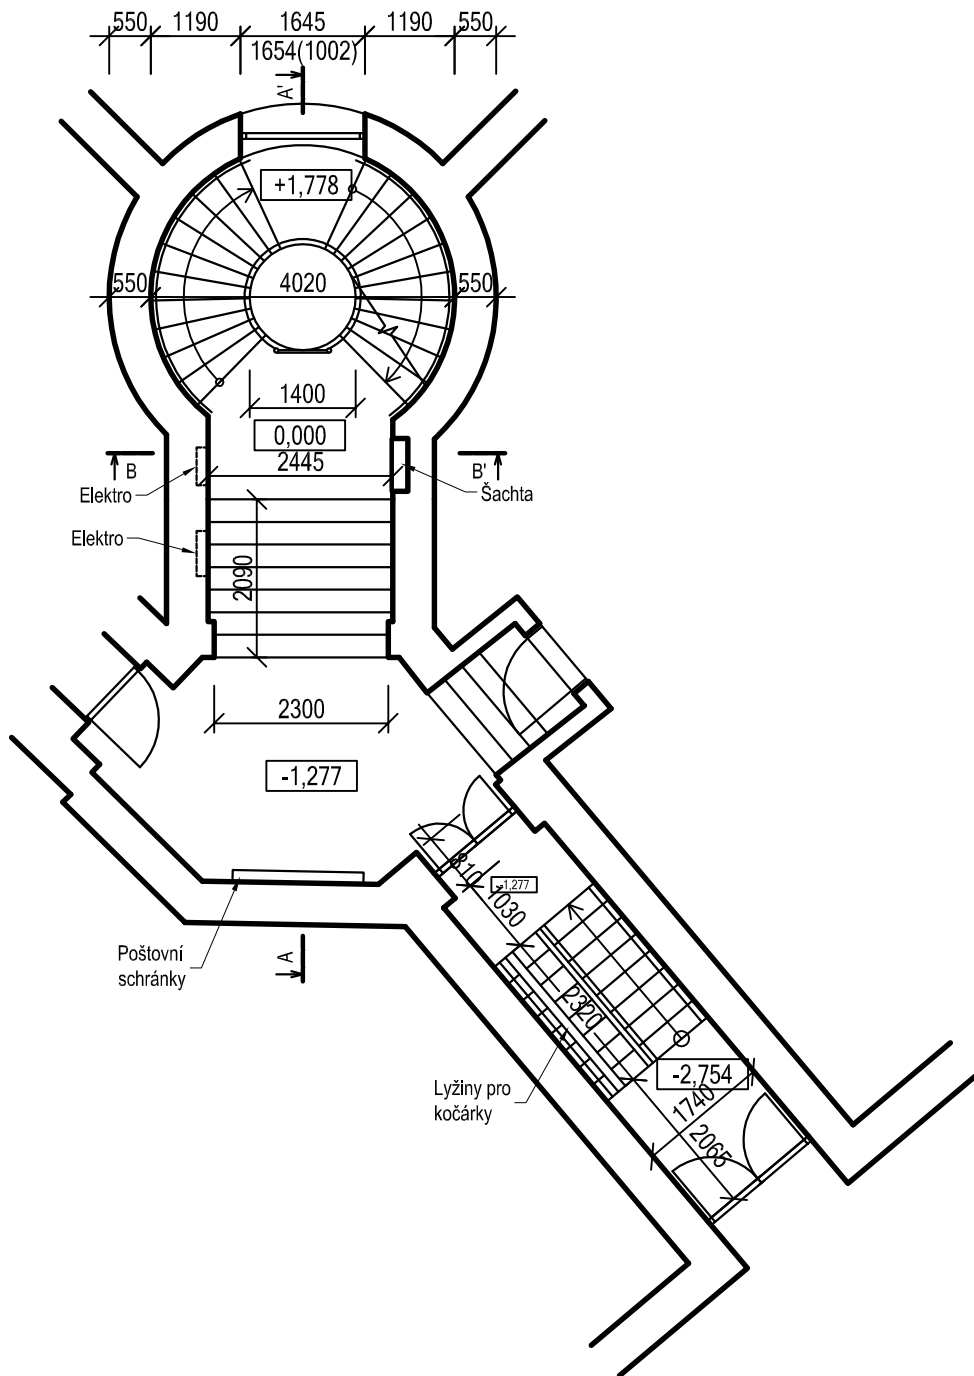 550 1190 1645 1190 550
1654(1002)
A'
+1,778
550 4020 550
1400
0,000
2445
B B'
Elektro Šachta
Elektro
2090
2300
-1,277
810
-1,277
1030
Poštovní
schránky
A
2320
-2,754
Lyžiny pro
kočárky
1740
2065